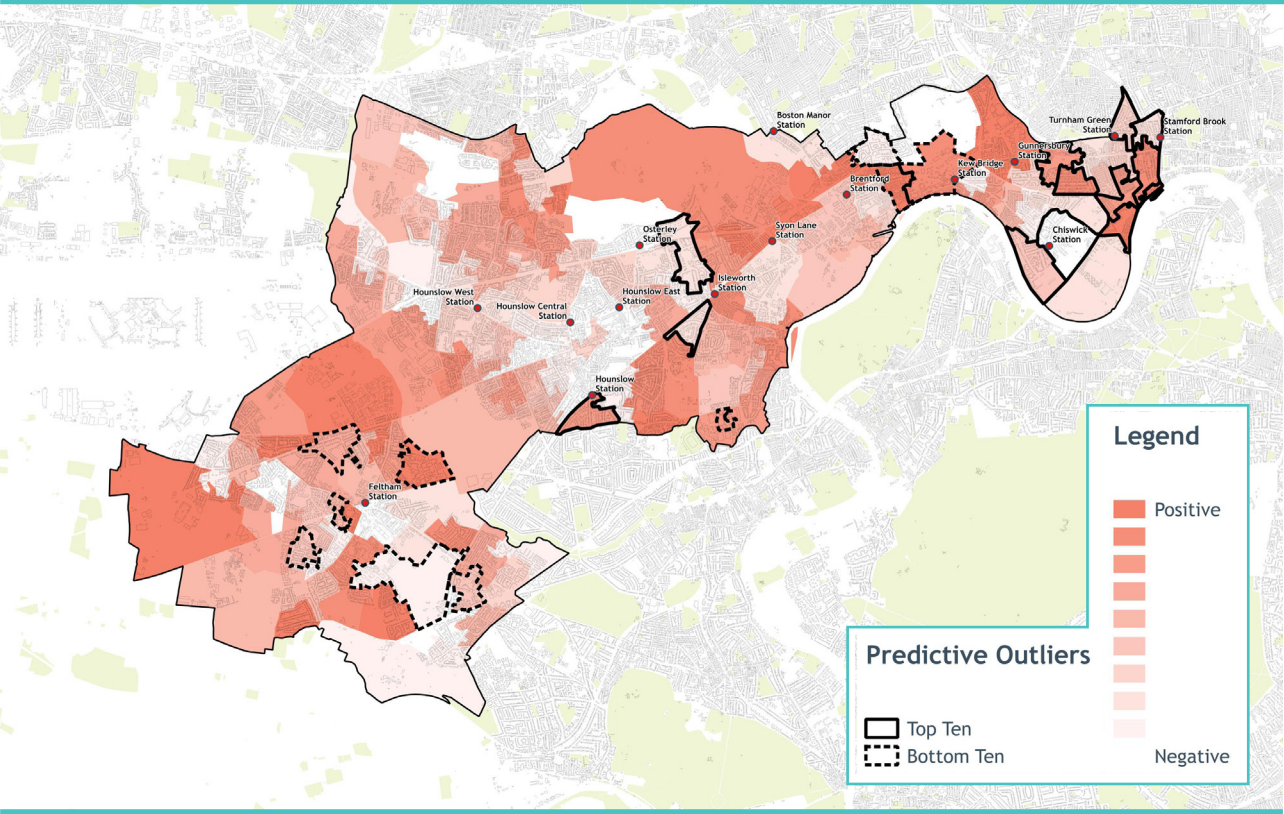 Boston Manor
Station
Turnham Green
Station
Stamford Brook
Station
Gunnersbury
Station
Kew Bridge
Station
Brentford
Station
Chiswick
Station
Osterley
Station
Syon Lane
Station
Isleworth
Station
Hounslow West
Station
Hounslow Central
Station
Hounslow East
Station
Hounslow
Station
Feltham
Station
Legend
Positive
Negative
Predictive Outliers
Top Ten
Bottom Ten